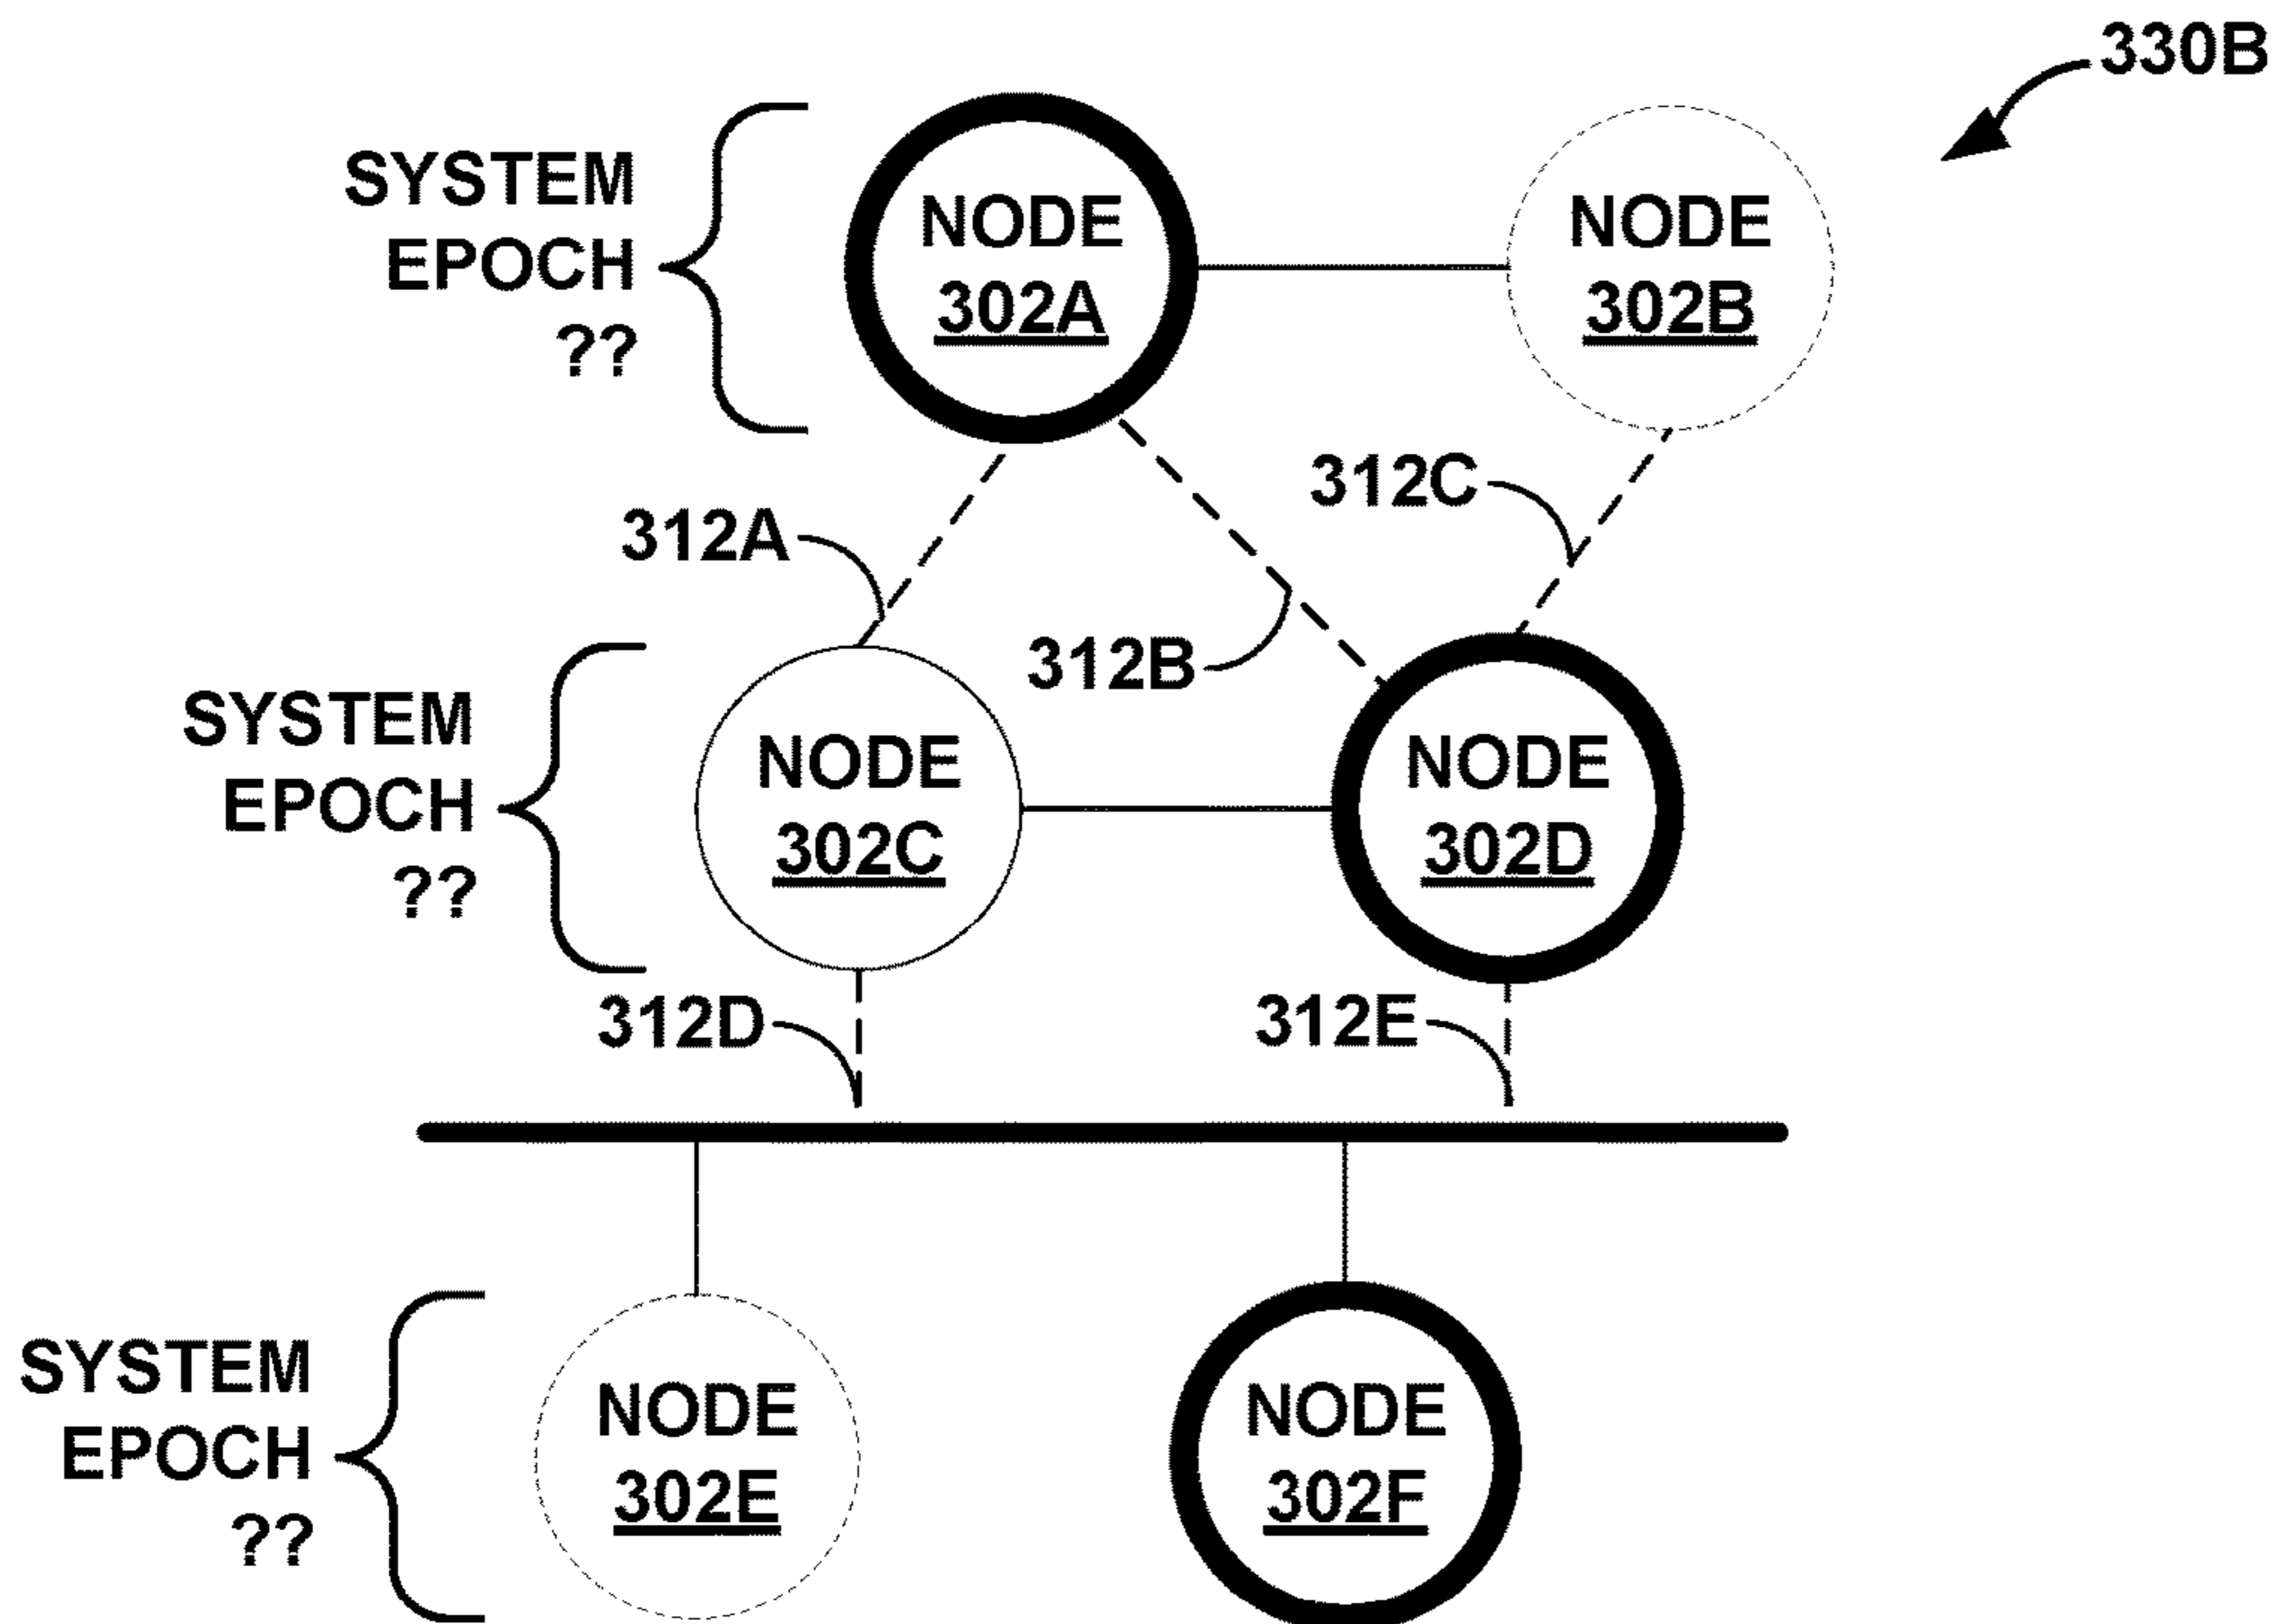 330B
SYSTEM
EPOCH
??
NODE
302A
NODE
302B
312A
312B
312C
SYSTEM
EPOCH
??
NODE
302C
NODE
302D
312D
312E
SYSTEM
EPOCH
??
NODE
302E
NODE
302F